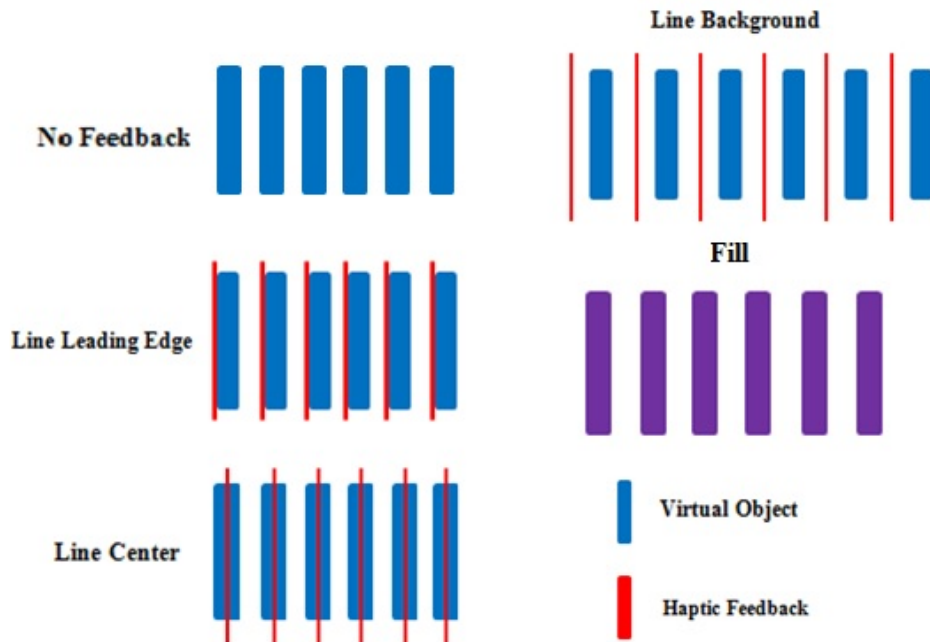 Line Background
No Feedback
Fill
Line Leading Edge
Virtual Object
Line Center
Haptic Feedback